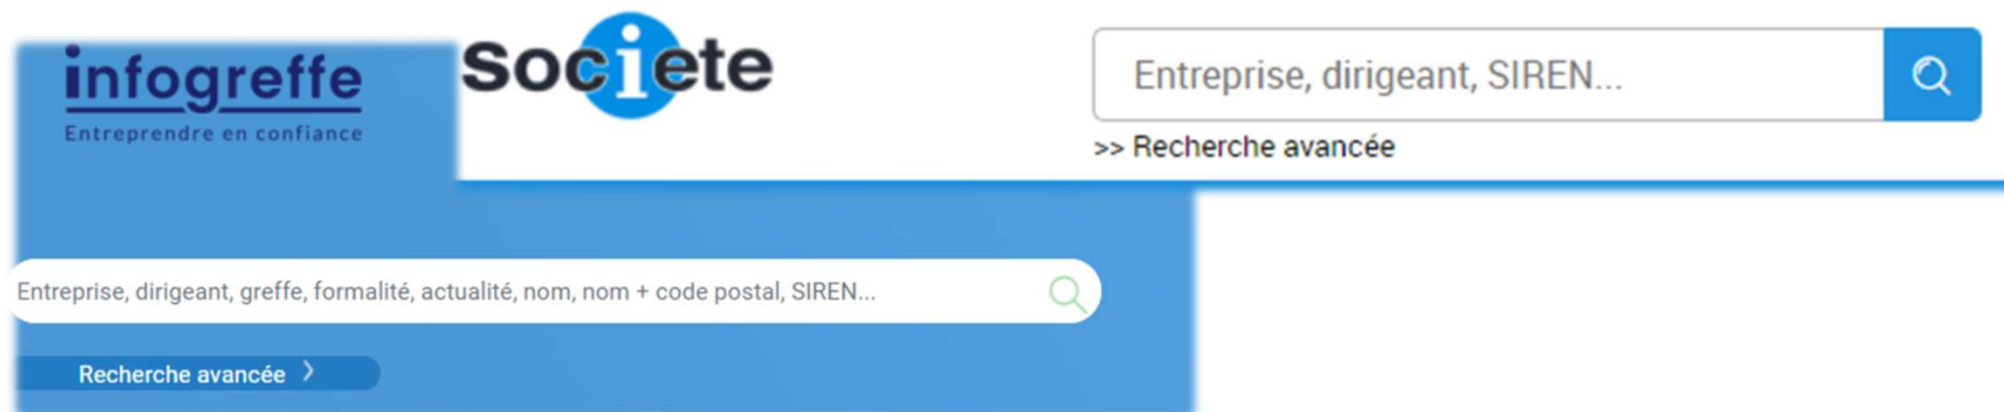 infogreffe
Entreprendre en confiance
societe
Entreprise, dirigeant, SIREN...
>> Recherche avancée
Entreprise, dirigeant, greffe, formalité, actualité, nom, nom + code postal, SIREN...
Recherche avancée >